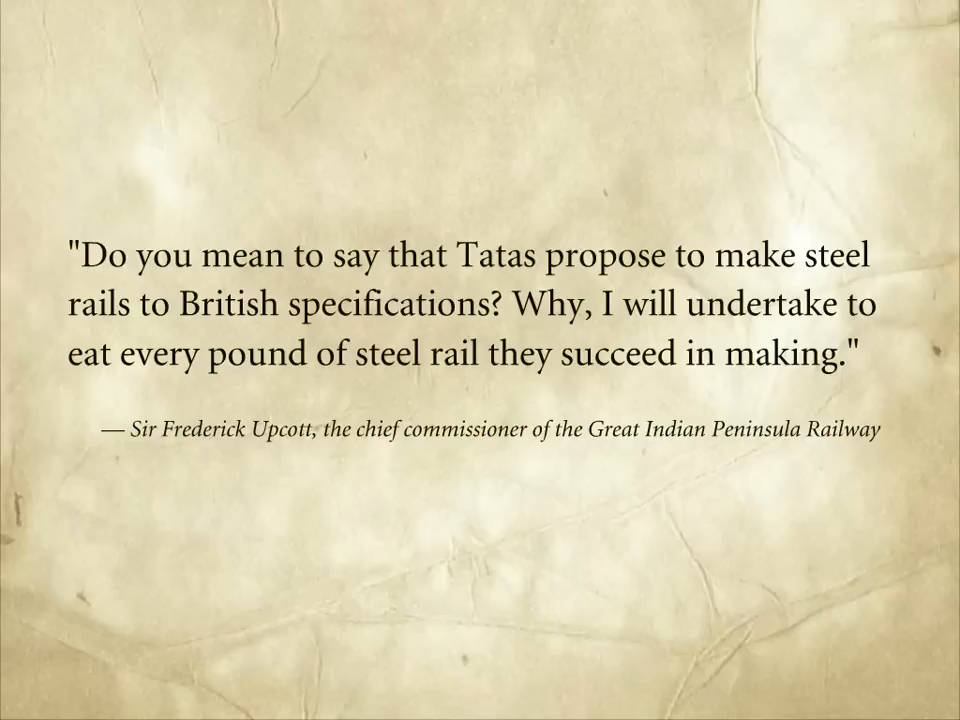 "Do you mean to say that Tatas propose to make steel
rails to British specifications? Why, I will undertake to
eat every pound of steel rail they succeed in making."
— Sir Frederick Upcott, the chief commissioner of the Great Indian Peninsula Railway